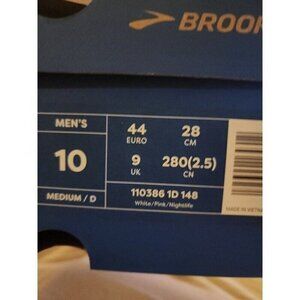 BROOK
MEN'S
10
MEDIUM / D
44
EURO
28
CM
9
UK
280(2.5)
CN
110386 1D 148
White/Pink/Nightlife
MADE IN VIETNA